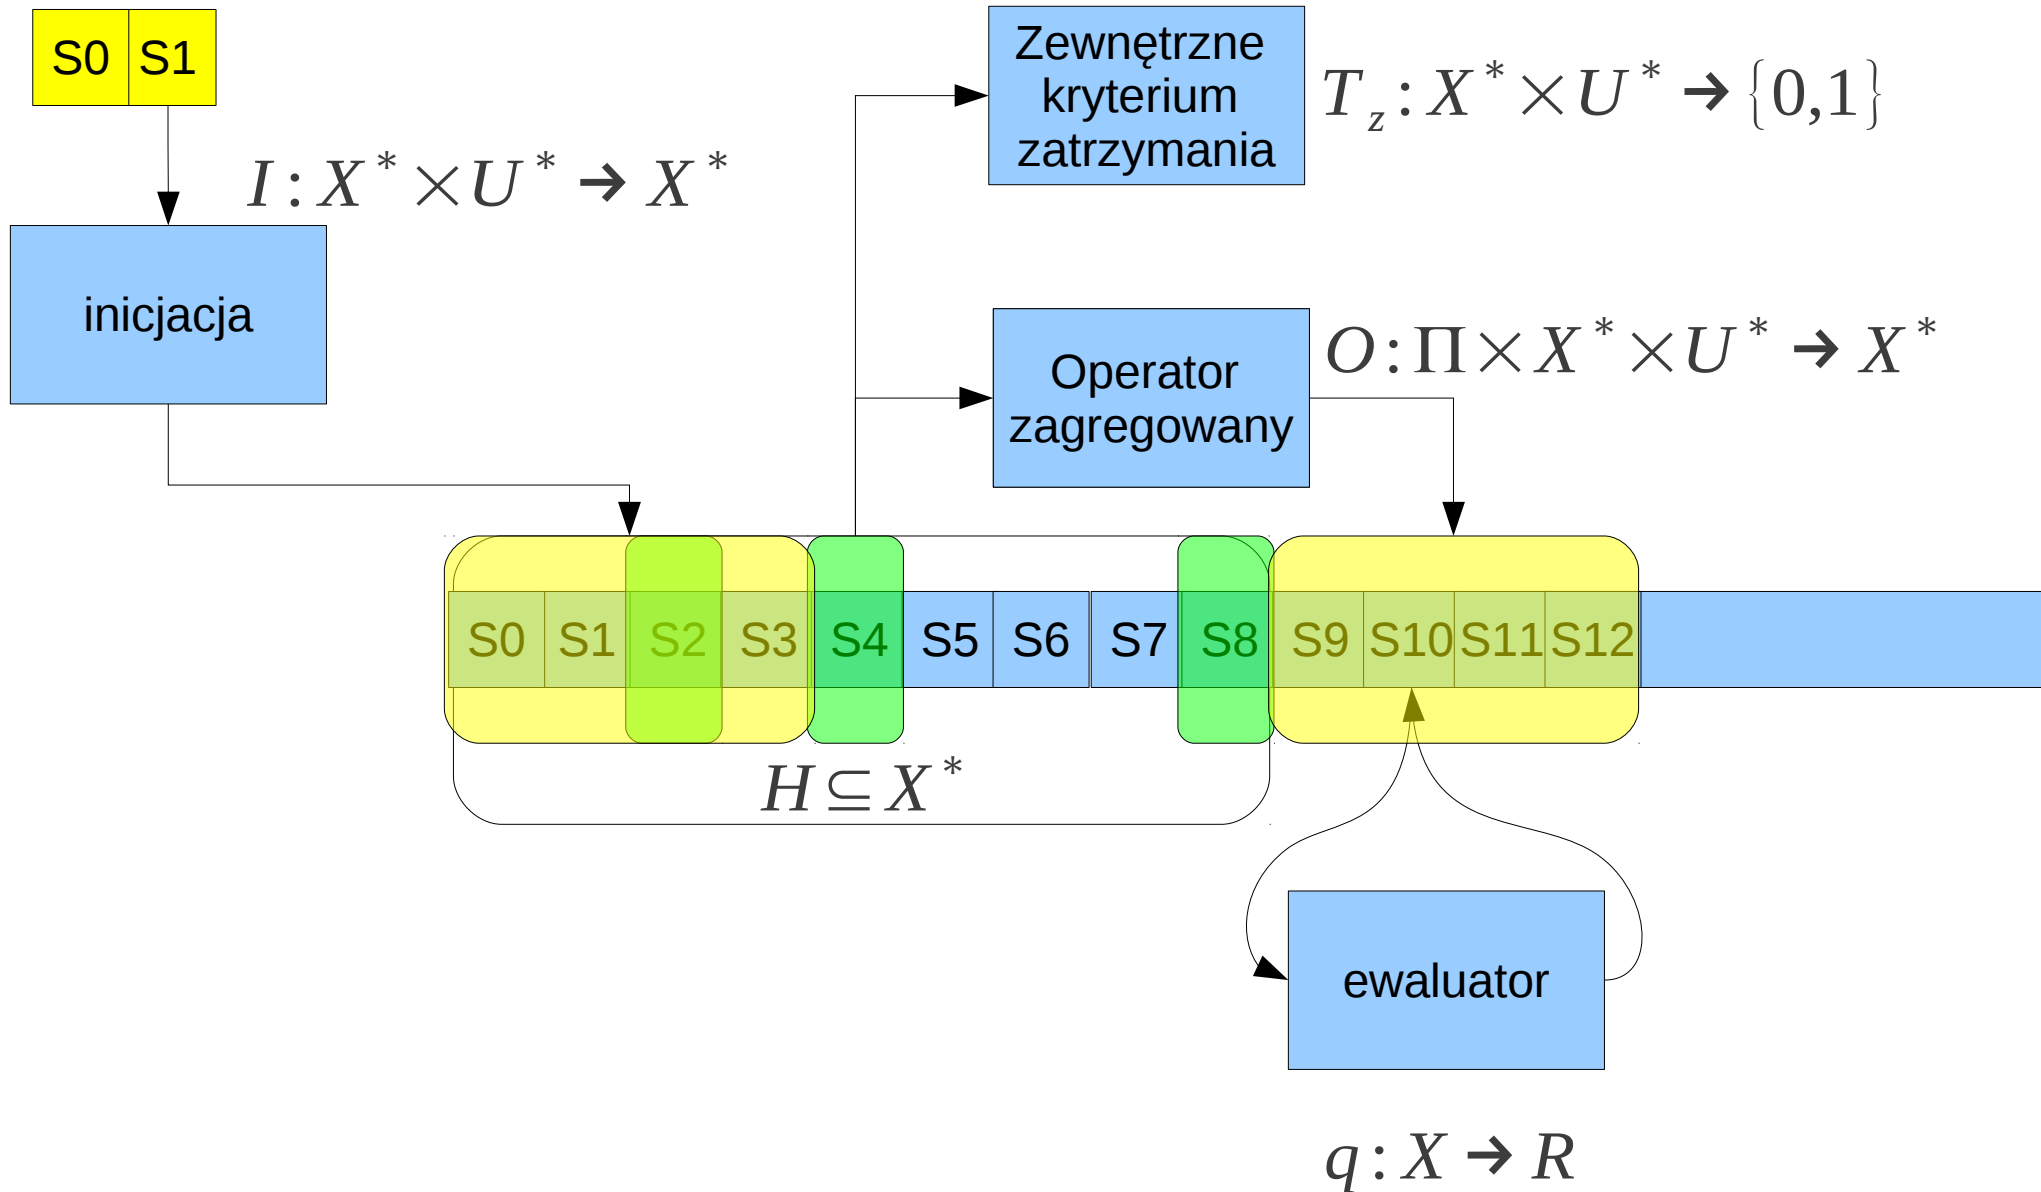 S0 S1
Zewnętrzne
kryterium
zatrzymania
T_z : X* × U* → {0,1}
I : X* × U* → X*
inicjacja
Operator
zagregowany
O : Π × X* × U* → X*
S0 S1 S2 S3 S4 S5 S6 S7 S8 S9 S10 S11 S12
H ⊆ X*
ewaluator
q : X → R